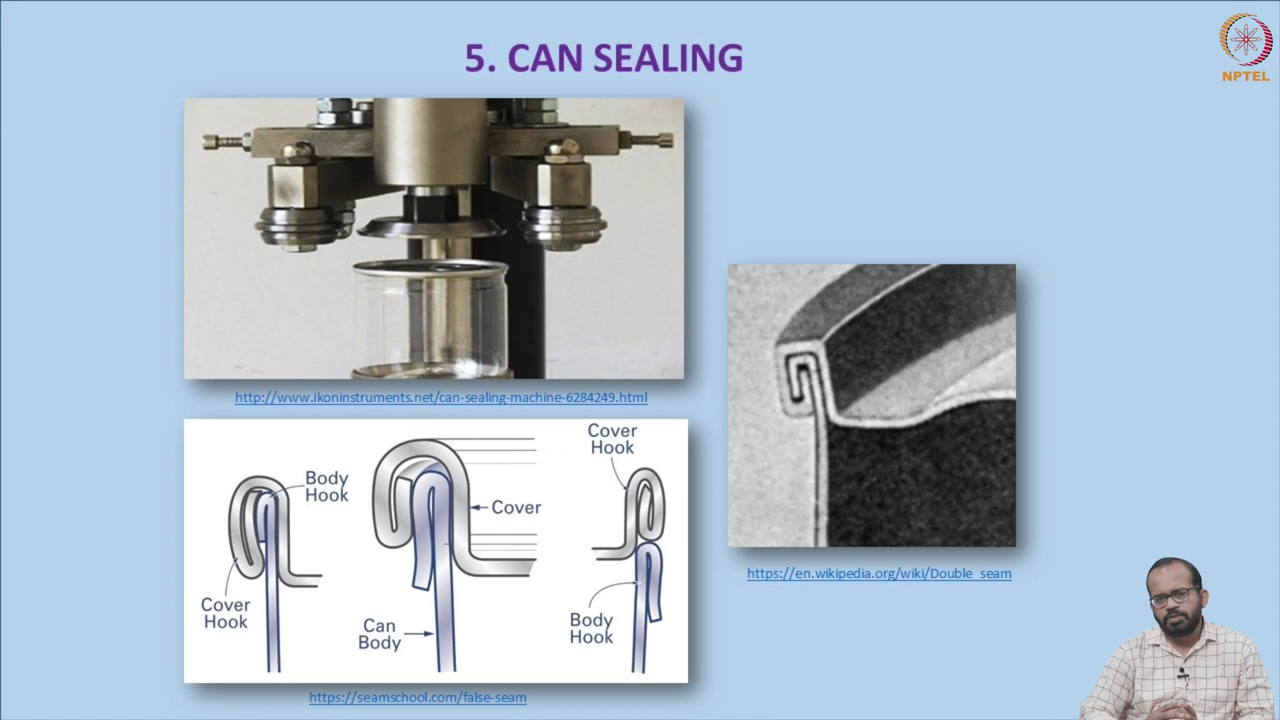 5. CAN SEALING
NPTEL
http://www.ikoninstruments.net/can-sealing-machine-6284249.html
Cover
Hook
Body
Hook
Cover
Cover
Hook
Can
Body
Body
Hook
https://seamschool.com/false-seam
https://en.wikipedia.org/wiki/Double_seam